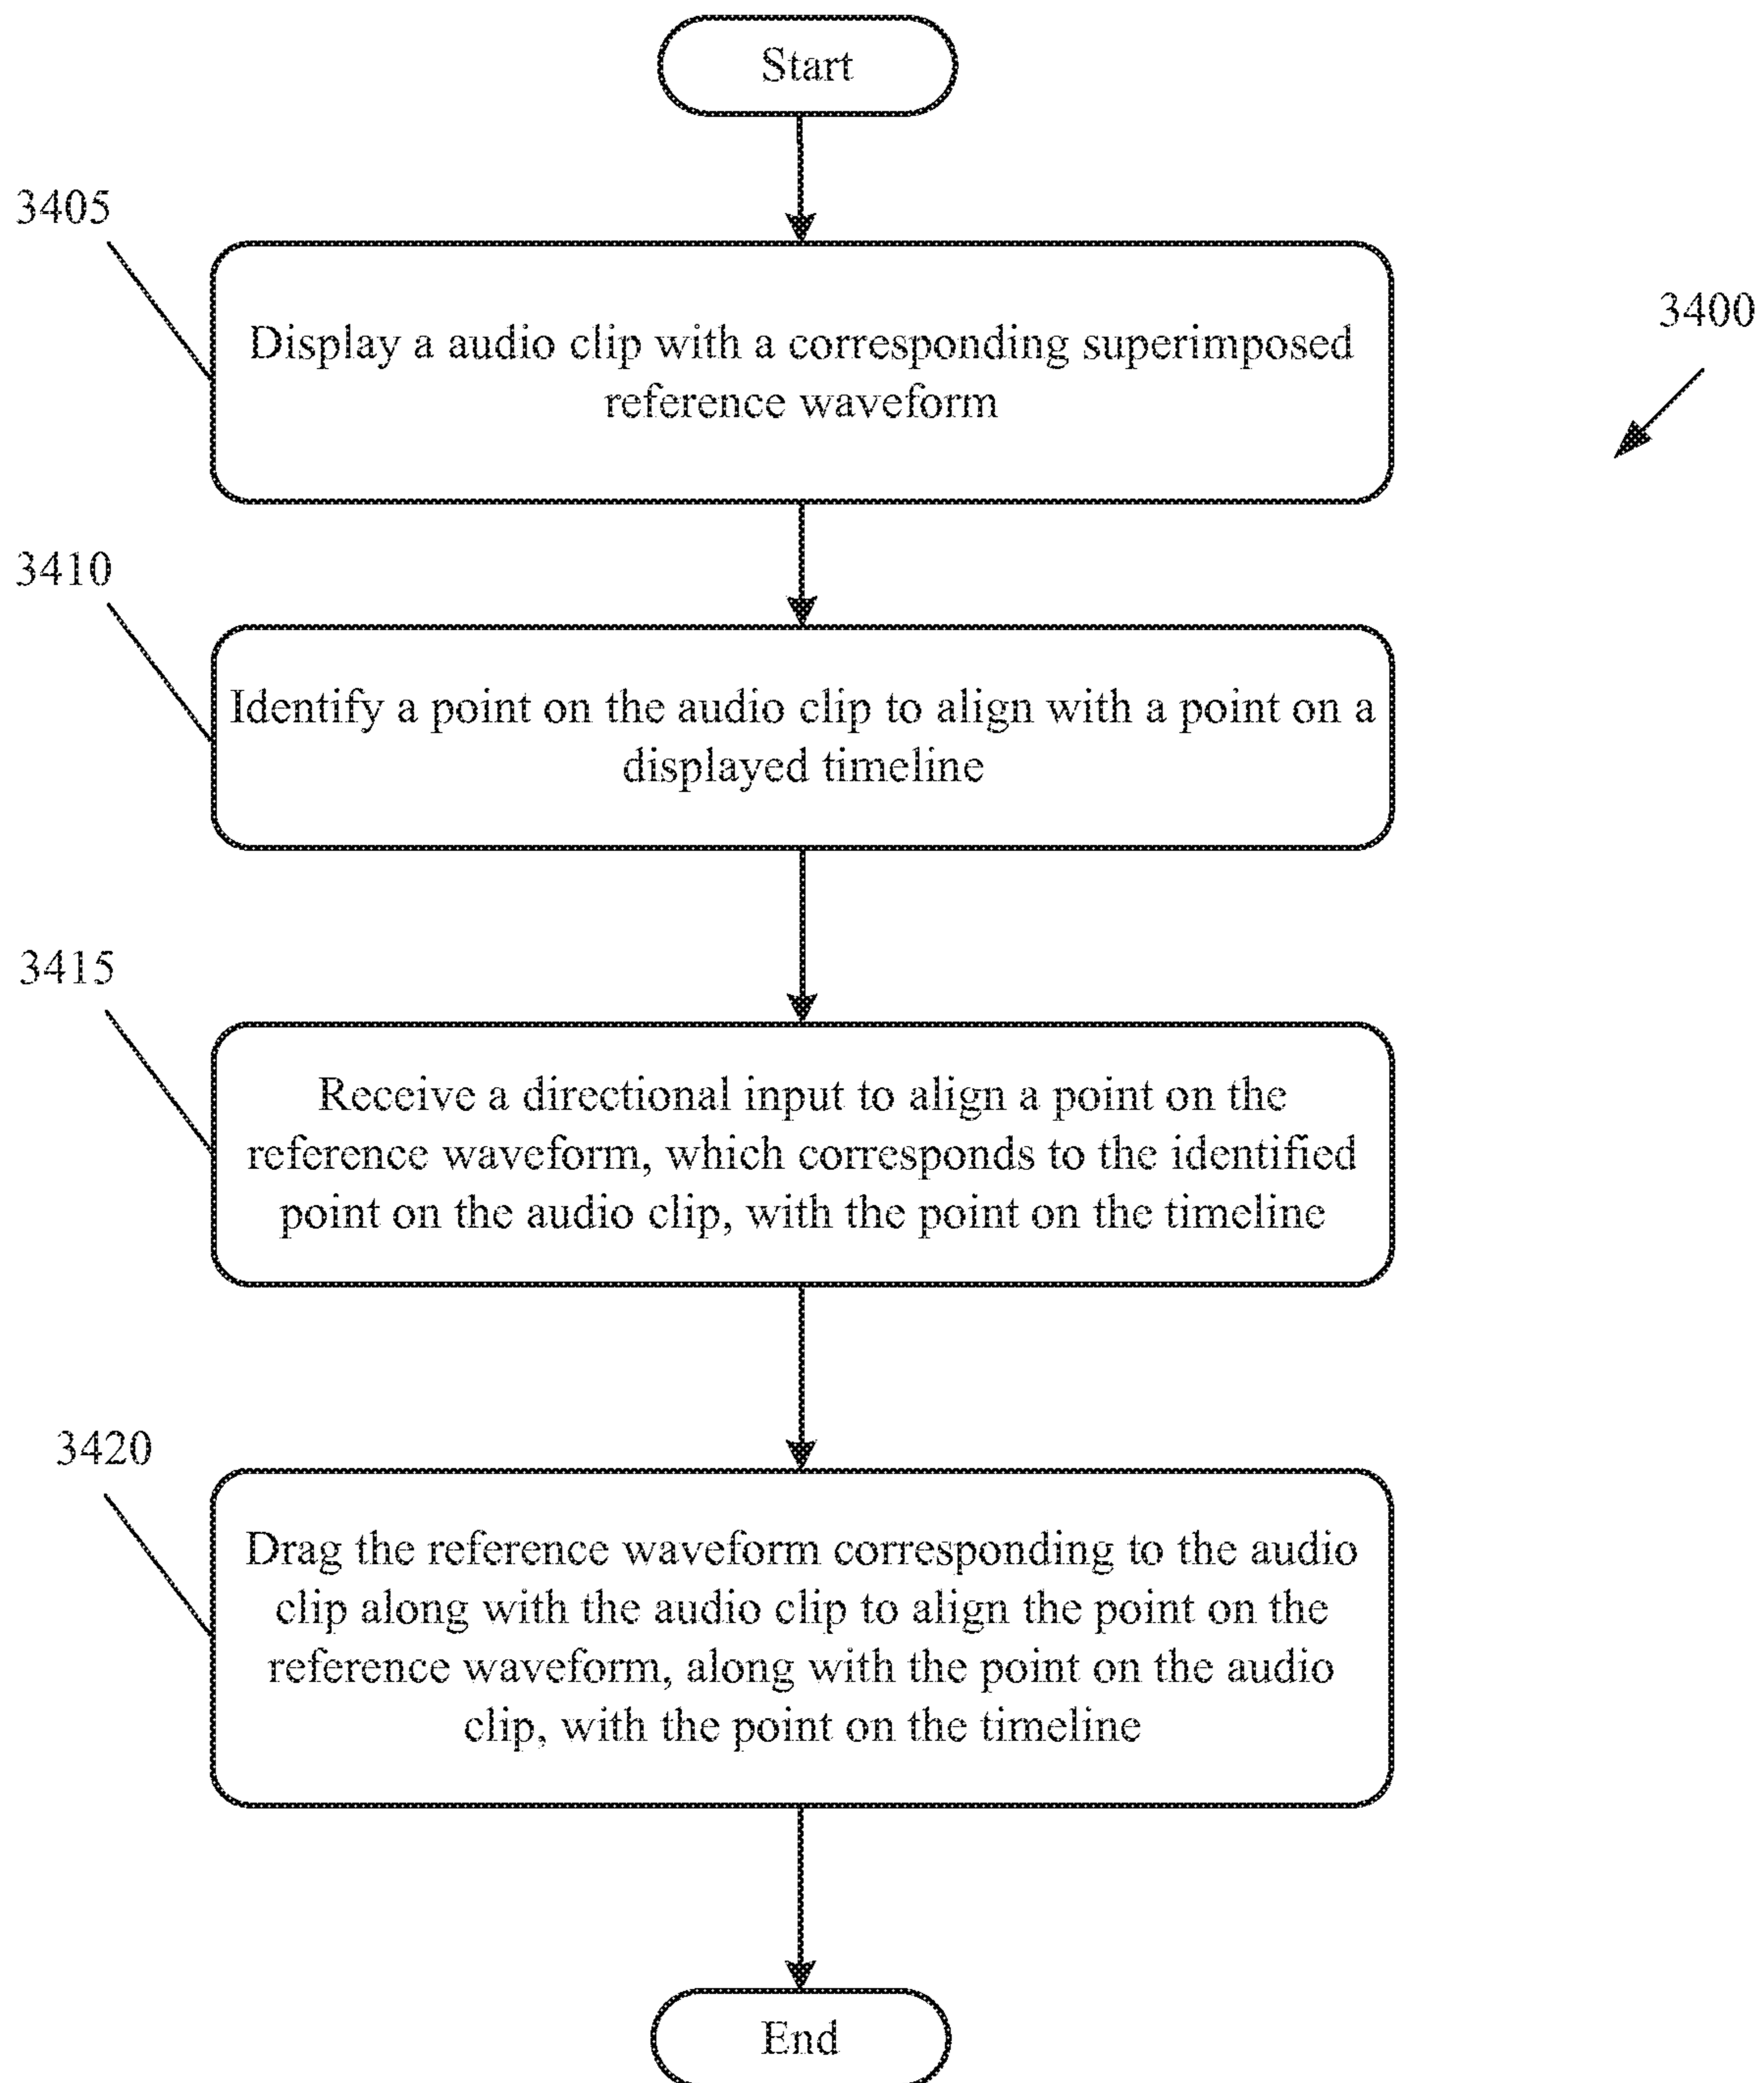 Start
3405
Display a audio clip with a corresponding superimposed
reference waveform
3400
3410
Identify a point on the audio clip to align with a point on a
displayed timeline
3415
Receive a directional input to align a point on the
reference waveform, which corresponds to the identified
point on the audio clip, with the point on the timeline
3420
Drag the reference waveform corresponding to the audio
clip along with the audio clip to align the point on the
reference waveform, along with the point on the audio
clip, with the point on the timeline
End